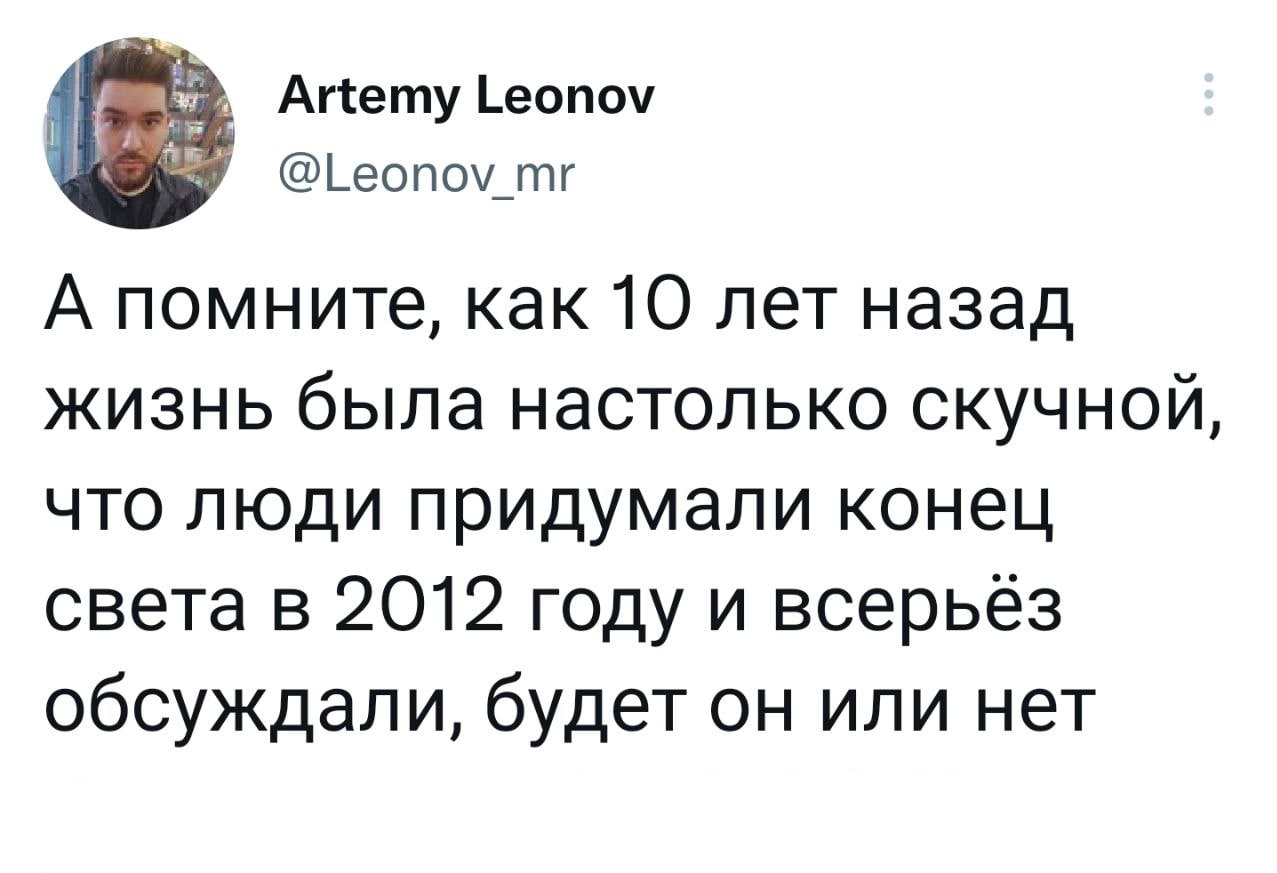 Artemy Leonov
@Leonov_mr
А помните, как 10 лет назад
жизнь была настолько скучной,
что люди придумали конец
света в 2012 году и всерьёз
обсуждали, будет он или нет